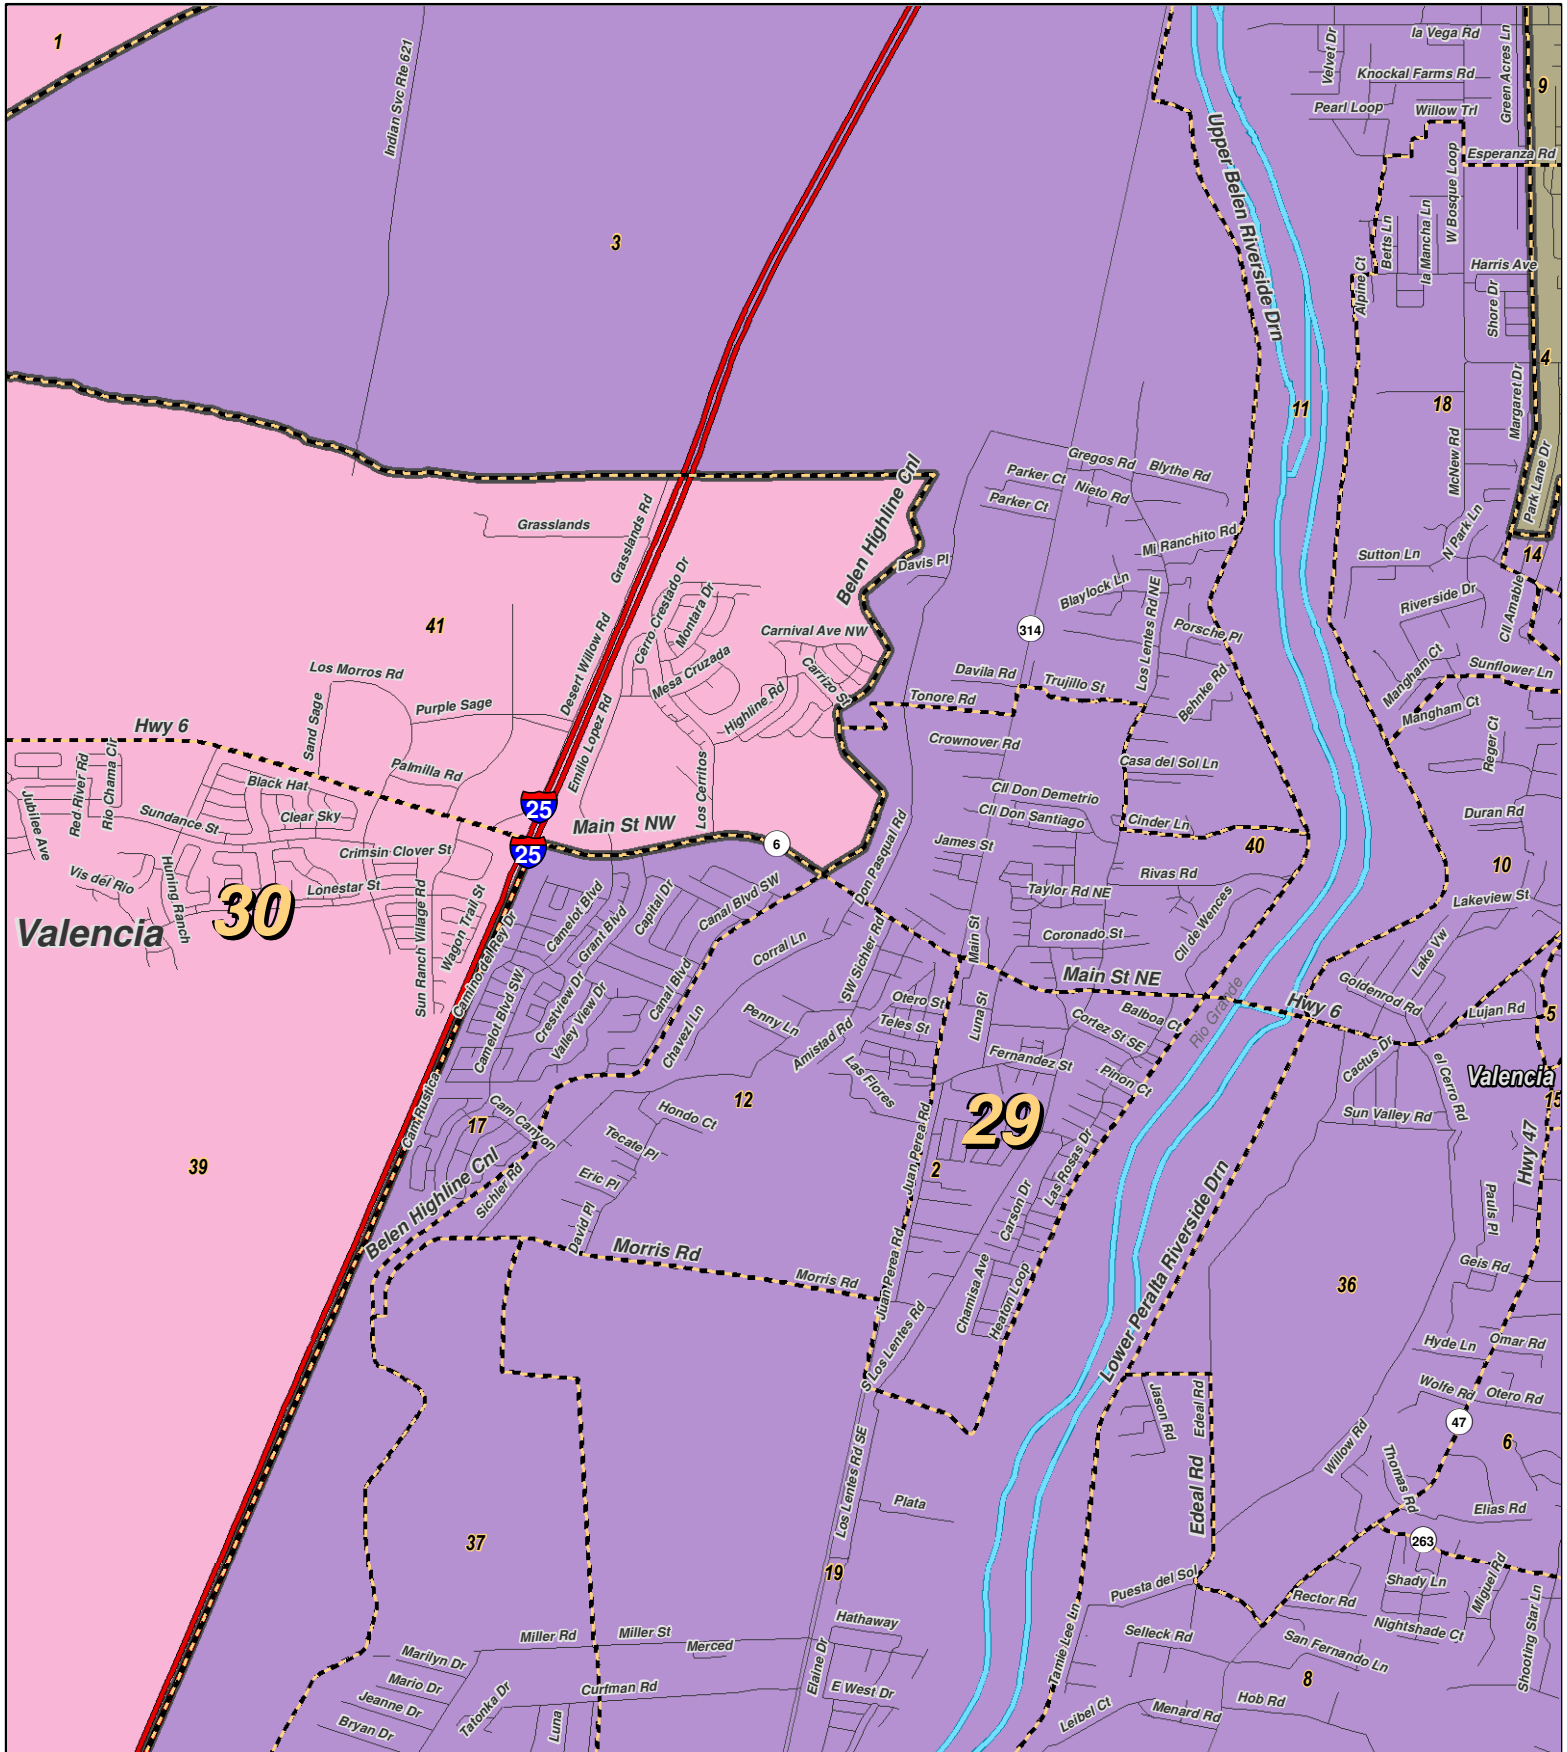 1
Indian Svc Rte 621
3
Velvet Dr
la Vega Rd
Green Acres Ln
Knockal Farms Rd
9
Pearl Loop
Willow Trl
Upper Belen Riverside Drn
Esperanza Rd
W Bosque Loop
Betts Ln
la Mancha Ln
Alpine Ct
Harris Ave
Shore Dr
4
Margaret Dr
11
18
McNew Rd
Park Lane Dr
Gregos Rd
Blythe Rd
Parker Ct
Nieto Rd
Parker Ct
Belen Highline Cnl
Grasslands
Grasslands Rd
Mi Ranchito Rd
N Park Ln
Sutton Ln
14
Davis Pl
Cerro Crestado Dr
Montara Dr
Blaylock Ln
Los Lentes Rd NE
Riverside Dr
Cll Amable
41
Desert Willow Rd
Carnival Ave NW
314
Porsche Pl
Los Morros Rd
Mesa Cruzada
Carrizo St
Davila Rd
Trujillo St
Behnke Rd
Mangham Ct
Sunflower Ln
Purple Sage
Highline Rd
Tonore Rd
Mangham Ct
Hwy 6
Sand Sage
Emilio Lopez Rd
Crownover Rd
Reger Ct
Red River Rd
Rio Chama Cir
Palmilla Rd
Casa del Sol Ln
Black Hat
Los Cerritos
Cll Don Demetrio
Jubilee Ave
25
Cll Don Santiago
Cinder Ln
Duran Rd
Sundance St
Clear Sky
Main St NW
Don Pasqual Rd
6
James St
40
10
Crimsin Clover St
25
Vis del Rio
Huning Ranch
30
Lonestar St
Rivas Rd
Taylor Rd NE
Lakeview St
Valencia
Sun Ranch Village Rd
Wagon Trail St
Camino del Rey Dr
Camelot Blvd
Grant Blvd
Capital Dr
Canal Blvd SW
Corral Ln
Main St
Coronado St
Cll de Wences
Lake Vw
SW Sichler Rd
Main St NE
Rio Grande
Hwy 6
Goldenrod Rd
Lujan Rd
5
Camelot Blvd SW
Crestview Dr
Valley View Dr
Canal Blvd
Chavezl Ln
Penny Ln
Amistad Rd
Otero St
Teles St
Luna St
Balboa Ct
Cortez St SE
Fernandez St
Pinon Ct
Cactus Dr
el Cerro Rd
Valencia
Las Flores
15
Cam Rustica
17
Cam Canyon
12
Hondo Ct
29
Sun Valley Rd
Hwy 47
39
Tecate Pl
Juan Perea Rd
2
Las Rosas Dr
Belen Highline Cnl
Sichler Rd
Eric Pl
Carson Dr
Lower Peralta Riverside Drn
Pauls Pl
David Pl
Morris Rd
Morris Rd
Juan Perea Rd
Chamisa Ave
Heaton Loop
Geis Rd
36
S Los Lentes Rd
Hyde Ln
Omar Rd
Jason Rd
Edeal Rd
Wolfe Rd
Otero Rd
47
6
Los Lentes Rd SE
Edeal Rd
Willow Rd
Thomas Rd
Plata
Elias Rd
37
263
19
Puesta del Sol
Shady Ln
Miguel Rd
Rector Rd
Shooting Star Ln
Hathaway
Nightshade Ct
Miller Rd
Miller St
Merced
Elaine Dr
Tamie Lee Ln
Selleck Rd
San Fernando Ln
Marilyn Dr
Mario Dr
Jeanne Dr
Bryan Dr
Tatonka Dr
Luna
Curfman Rd
E West Dr
8
Hob Rd
Leibel Ct
Menard Rd